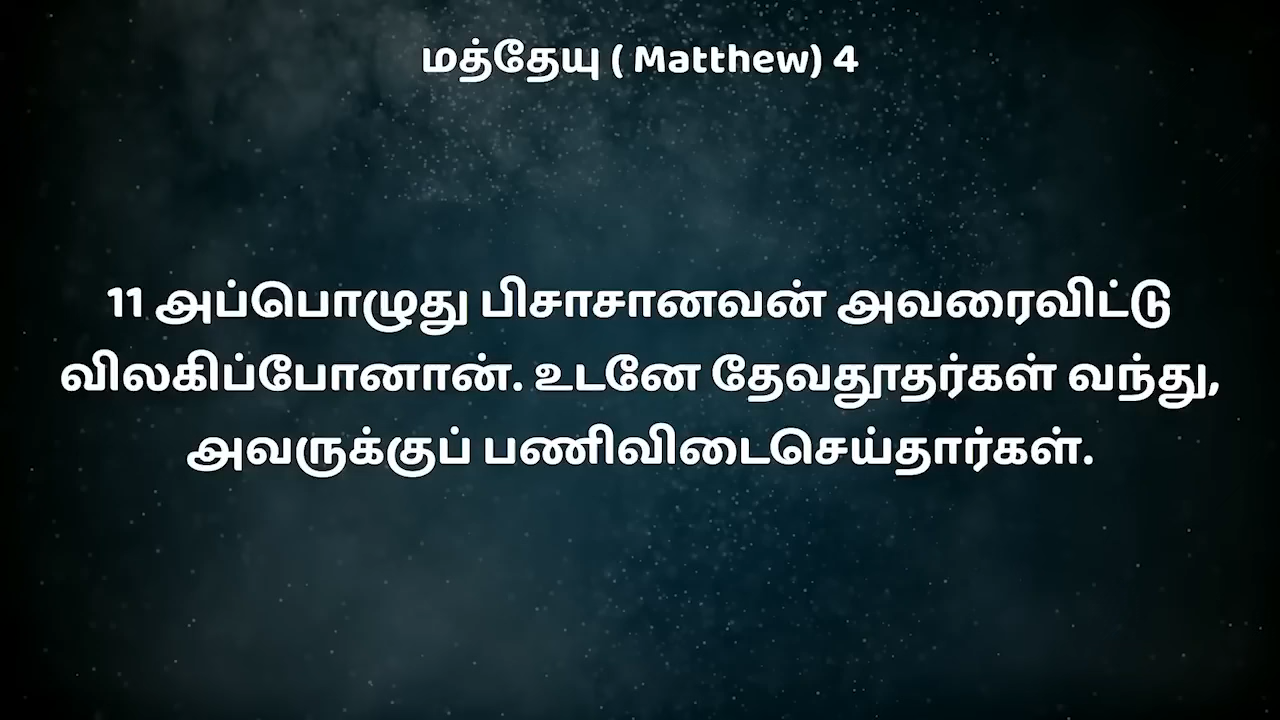 மத்தேயு ( Matthew) 4
11 அப்பொழுது பிசாசானவன் அவரைவிட்டு
விலகிப்போனான். உடனே தேவதூதர்கள் வந்து,
அவருக்குப் பணிவிடைசெய்தார்கள்.